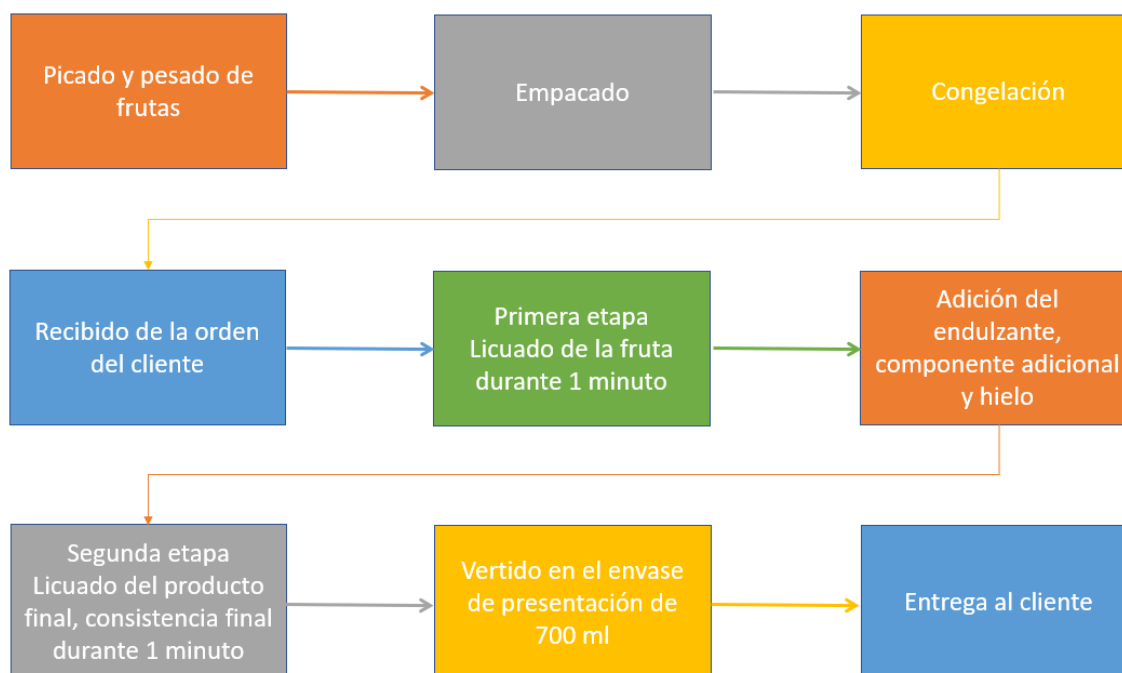 Picado y pesado de
frutas
Empacado
Congelación
Recibido de la orden
del cliente
Primera etapa
Licuado de la fruta
durante 1 minuto
Adición del
endulzante,
componente adicional
y hielo
Segunda etapa
Licuado del producto
final, consistencia final
durante 1 minuto
Vertido en el envase
de presentación de
700 ml
Entrega al cliente